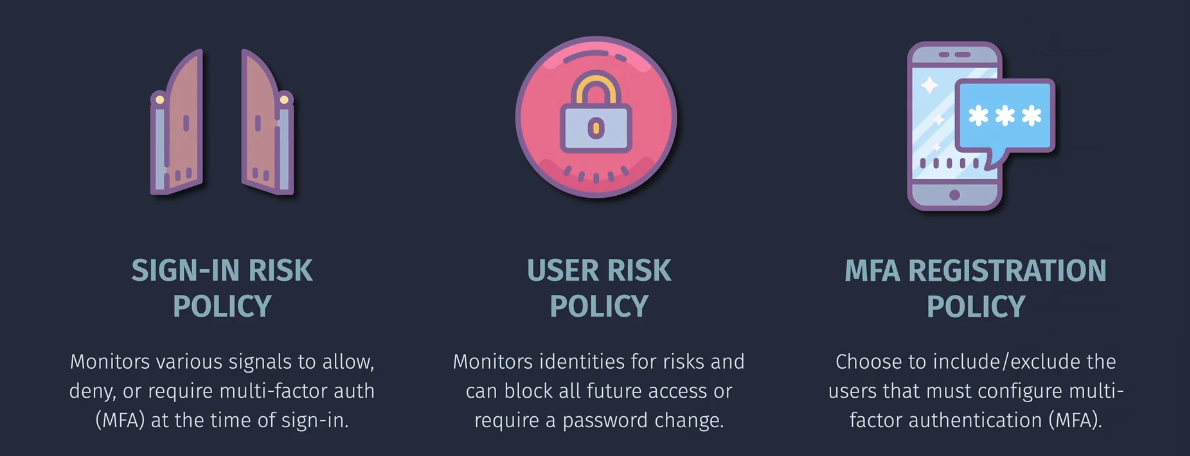 SIGN-IN RISK
POLICY
Monitors various signals to allow,
deny, or require multi-factor auth
(MFA) at the time of sign-in.
USER RISK
POLICY
Monitors identities for risks and
can block all future access or
require a password change.
MFA REGISTRATION
POLICY
Choose to include/exclude the
users that must configure multi-
factor authentication (MFA).